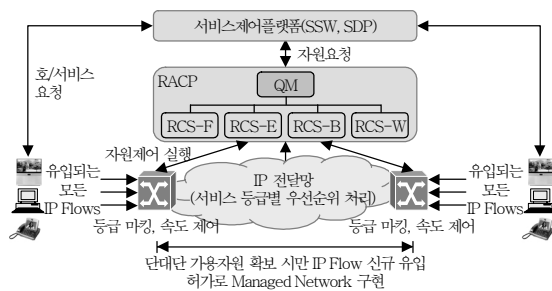 서비스제어플랫폼(SSW, SDP)
호/서비스
요청
자원요청
RACP
QM
RCS-F
RCS-E
RCS-B
RCS-W
자원제어 실행
유입되는
모든
IP Flows
IP 전달망
(서비스 등급별 우선순위 처리)
유입되는
모든
IP Flows
등급 마킹, 속도 제어
등급 마킹, 속도 제어
단대단 가용자원 확보 시만 IP Flow 신규 유입
허가로 Managed Network 구현